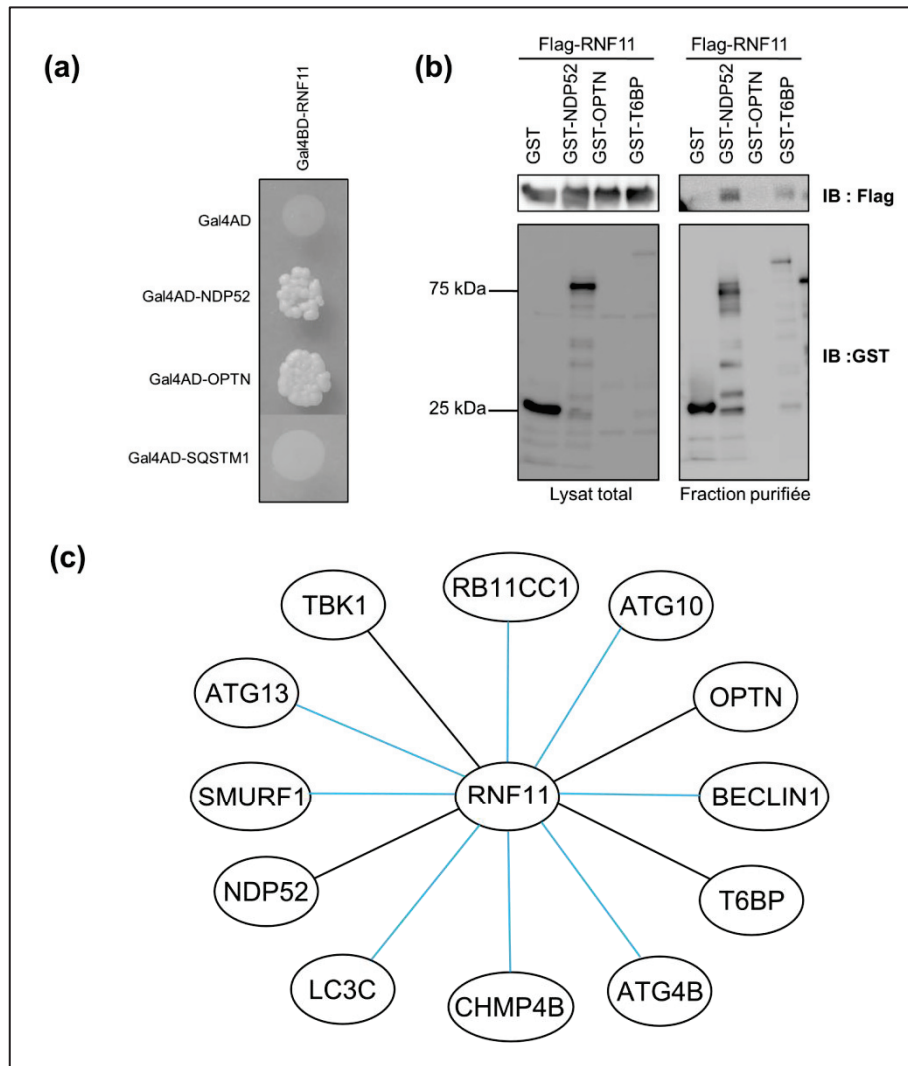 (a)
Gal4BD-RNF11
Gal4AD
Gal4AD-NDP52
Gal4AD-OPTN
Gal4AD-SQSTM1
(b)
Flag-RNF11
GST
GST-NDP52
GST-OPTN
GST-T6BP
Flag-RNF11
GST
GST-NDP52
GST-OPTN
GST-T6BP
IB : Flag
75 kDa
25 kDa
IB :GST
Lysat total
Fraction purifiée
(c)
RB11CC1
TBK1
ATG10
ATG13
OPTN
SMURF1
RNF11
BECLIN1
NDP52
T6BP
LC3C
CHMP4B
ATG4B